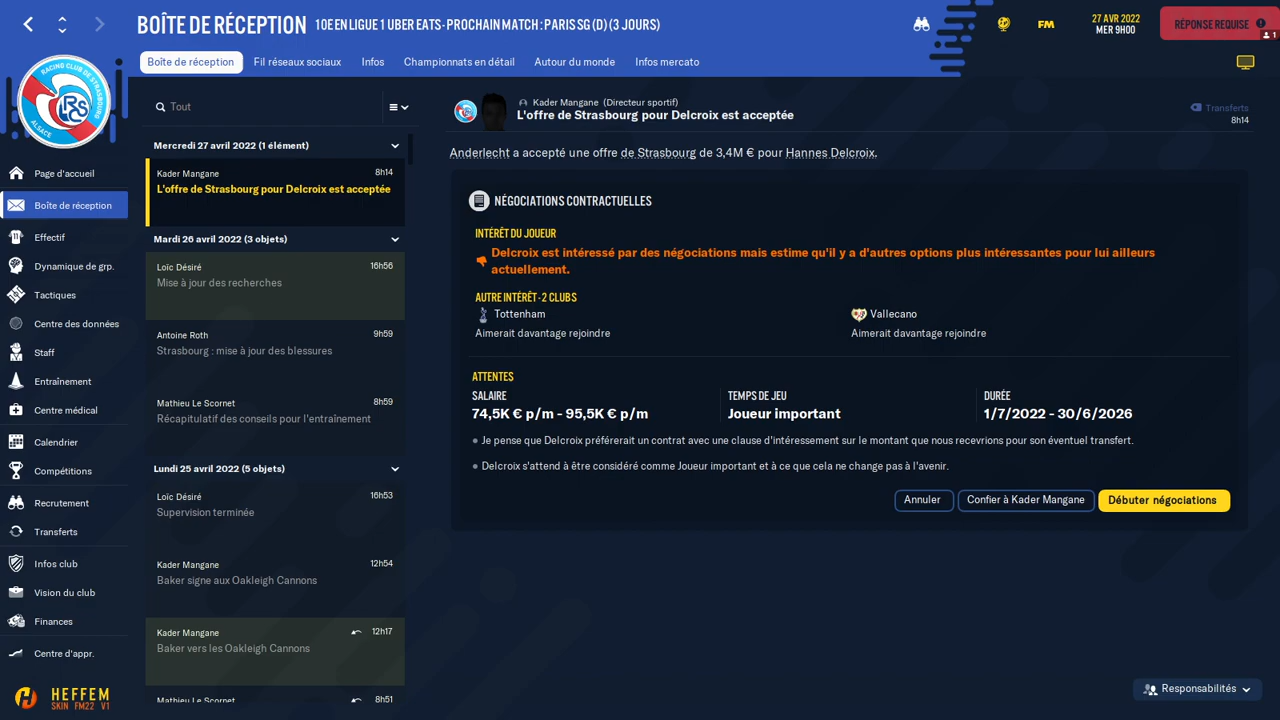 BOÎTE DE RÉCEPTION
10E EN LIGUE 1 UBER EATS - PROCHAIN MATCH : PARIS SG (D) (3 JOURS)
FM
27 AVR 2022
MER 9H00
RÉPONSE REQUISE
1
Boîte de réception
Fil réseaux sociaux
Infos
Championnats en détail
Autour du monde
Infos mercato
RACING CLUB DE STRASBOURG
ALSACE
Page d'accueil
Boîte de réception
Effectif
Dynamique de grp.
Tactiques
Centre des données
Staff
Entraînement
Centre médical
Calendrier
Compétitions
Recrutement
Transferts
Infos club
Vision du club
Finances
Centre d'appr.
HEFFEM
SKIN FM22 V1
Tout
Mercredi 27 avril 2022 (1 élément)
Kader Mangane 8h14
L'offre de Strasbourg pour Delcroix est acceptée
Mardi 26 avril 2022 (3 objets)
Loïc Désiré 16h56
Mise à jour des recherches
Antoine Roth 9h59
Strasbourg : mise à jour des blessures
Mathieu Le Scornet 8h59
Récapitulatif des conseils pour l'entraînement
Lundi 25 avril 2022 (5 objets)
Loïc Désiré 16h53
Supervision terminée
Kader Mangane 12h54
Baker signe aux Oakleigh Cannons
Kader Mangane 12h17
Baker vers les Oakleigh Cannons
Mathieu Le Scornet 8h51
Kader Mangane (Directeur sportif)
L'offre de Strasbourg pour Delcroix est acceptée
Transferts
8h14
Anderlecht a accepté une offre de Strasbourg de 3,4M € pour Hannes Delcroix.
NÉGOCIATIONS CONTRACTUELLES
INTÉRÊT DU JOUEUR
Delcroix est intéressé par des négociations mais estime qu'il y a d'autres options plus intéressantes pour lui ailleurs
actuellement.
AUTRE INTÉRÊT - 2 CLUBS
Tottenham
Aimerait davantage rejoindre
Vallecano
Aimerait davantage rejoindre
ATTENTES
SALAIRE
74,5K € p/m - 95,5K € p/m
TEMPS DE JEU
Joueur important
DURÉE
1/7/2022 - 30/6/2026
Je pense que Delcroix préférerait un contrat avec une clause d'intéressement sur le montant que nous recevrions pour son éventuel transfert.
Delcroix s'attend à être considéré comme Joueur important et à ce que cela ne change pas à l'avenir.
Annuler
Confier à Kader Mangane
Débuter négociations
Responsabilités